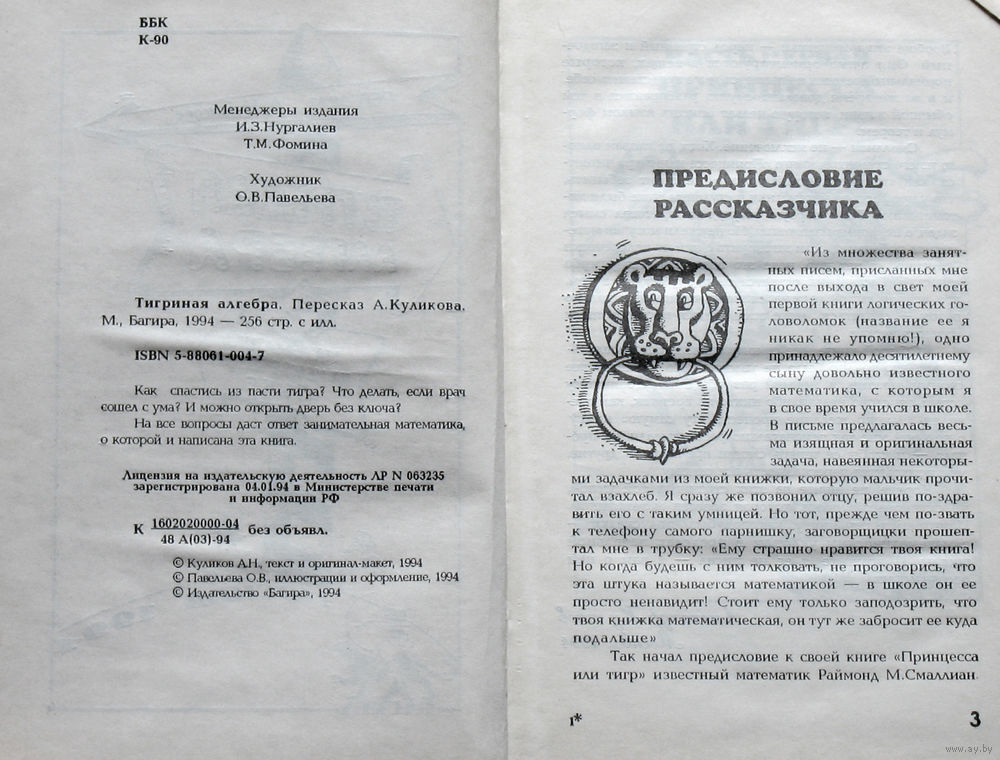 ББК
К-90
Менеджеры издания
И.З.Нургалиев
Т.М.Фомина
Художник
О.В.Павельева
Тигриная алгебра. Пересказ А.Куликова.
М., Багира, 1994 — 256 стр. с илл.
ISBN 5-88061-004-7
Как спастись из пасти тигра? Что делать, если врач
сошел с ума? И можно открыть дверь без ключа?
На все вопросы даст ответ занимательная математика,
о которой и написана эта книга.
Лицензия на издательскую деятельность ЛР N 063235
зарегистрирована 04.01.94 в Министерстве печати
и информации РФ
К 1602020000-04 без объявл.
48 А(03)-94
© Куликов А.Н., текст и оригинал-макет, 1994
© Павельева О.В., иллюстрации и оформление, 1994
© Издательство «Багира», 1994
ПРЕДИСЛОВИЕ
РАССКАЗЧИКА
«Из множества занят-
ных писем, присланных мне
после выхода в свет моей
первой книги логических го-
ловоломок (название ее я
никак не упомню!), одно
принадлежало десятилетнему
сыну довольно известного
математика, с которым я
в свое время учился в школе.
В письме предлагалась весь-
ма изящная и оригинальная
задача, навеянная некоторы-
ми задачками из моей книжки, которую мальчик прочи-
тал взахлеб. Я сразу же позвонил отцу, решив по-здра-
вить его с таким умницей. Но тот, прежде чем по-звать
к телефону самого парнишку, заговорщицки прошеп-
тал мне в трубку: «Ему страшно нравится твоя книга!
Но когда будешь с ним толковать, не проговорись, что
эта штука называется математикой — в школе он ее
просто ненавидит! Стоит ему только заподозрить, что
твоя книжка математическая, он тут же забросит ее куда
подальше»
Так начал предисловие к своей книге «Принцесса
или тигр» известный математик Раймонд М.Смаллиан.
1*
3
www.ay.by